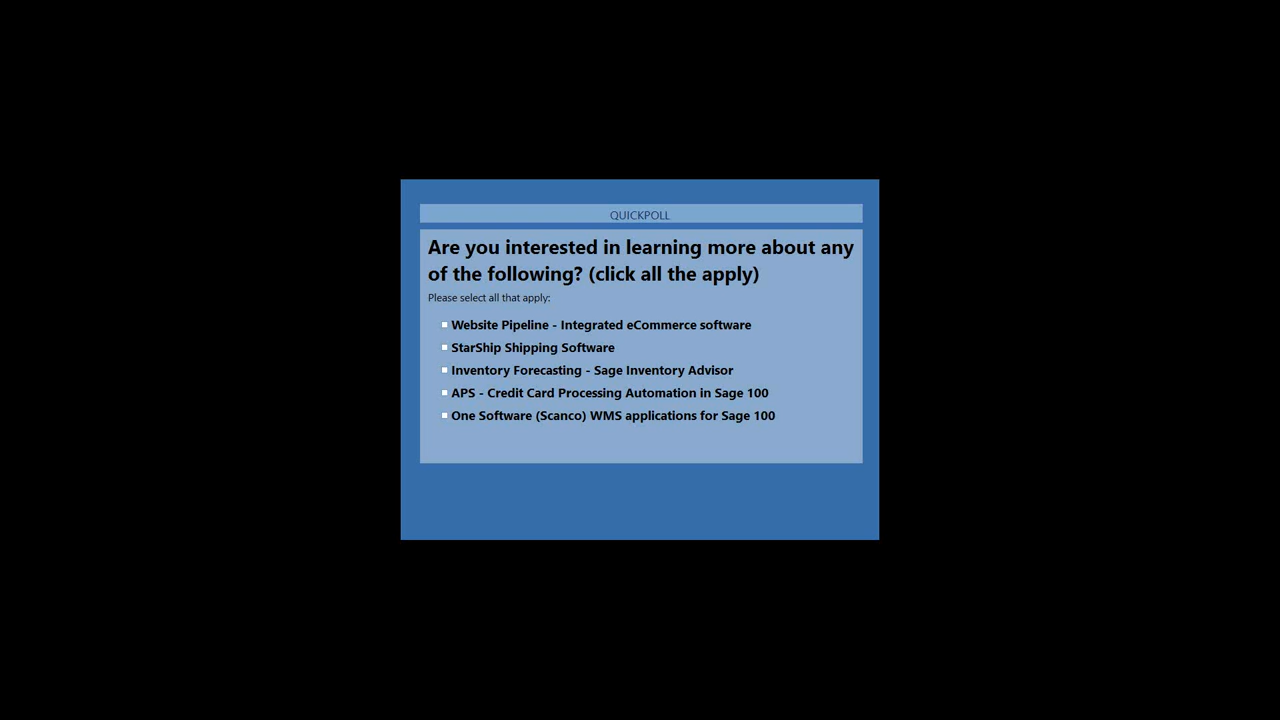 QUICKPOLL
Are you interested in learning more about any
of the following? (click all the apply)
Please select all that apply:
Website Pipeline - Integrated eCommerce software
StarShip Shipping Software
Inventory Forecasting - Sage Inventory Advisor
APS - Credit Card Processing Automation in Sage 100
One Software (Scanco) WMS applications for Sage 100